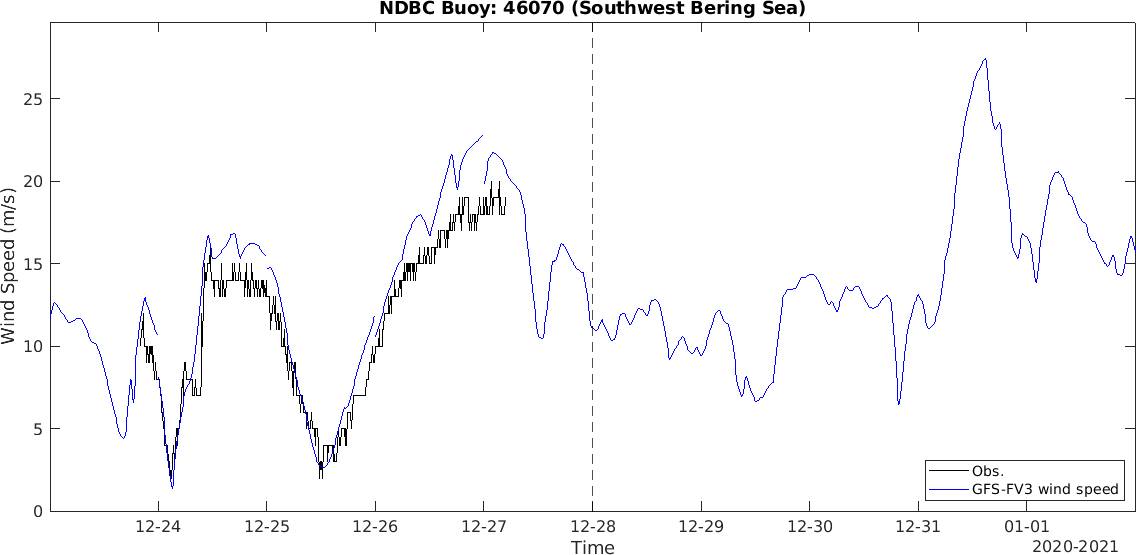 NDBC Buoy: 46070 (Southwest Bering Sea)
Wind Speed (m/s)
25
20
15
10
5
0
12-24 12-25 12-26 12-27 12-28 12-29 12-30 12-31 01-01
Time
2020-2021
Obs.
GFS-FV3 wind speed